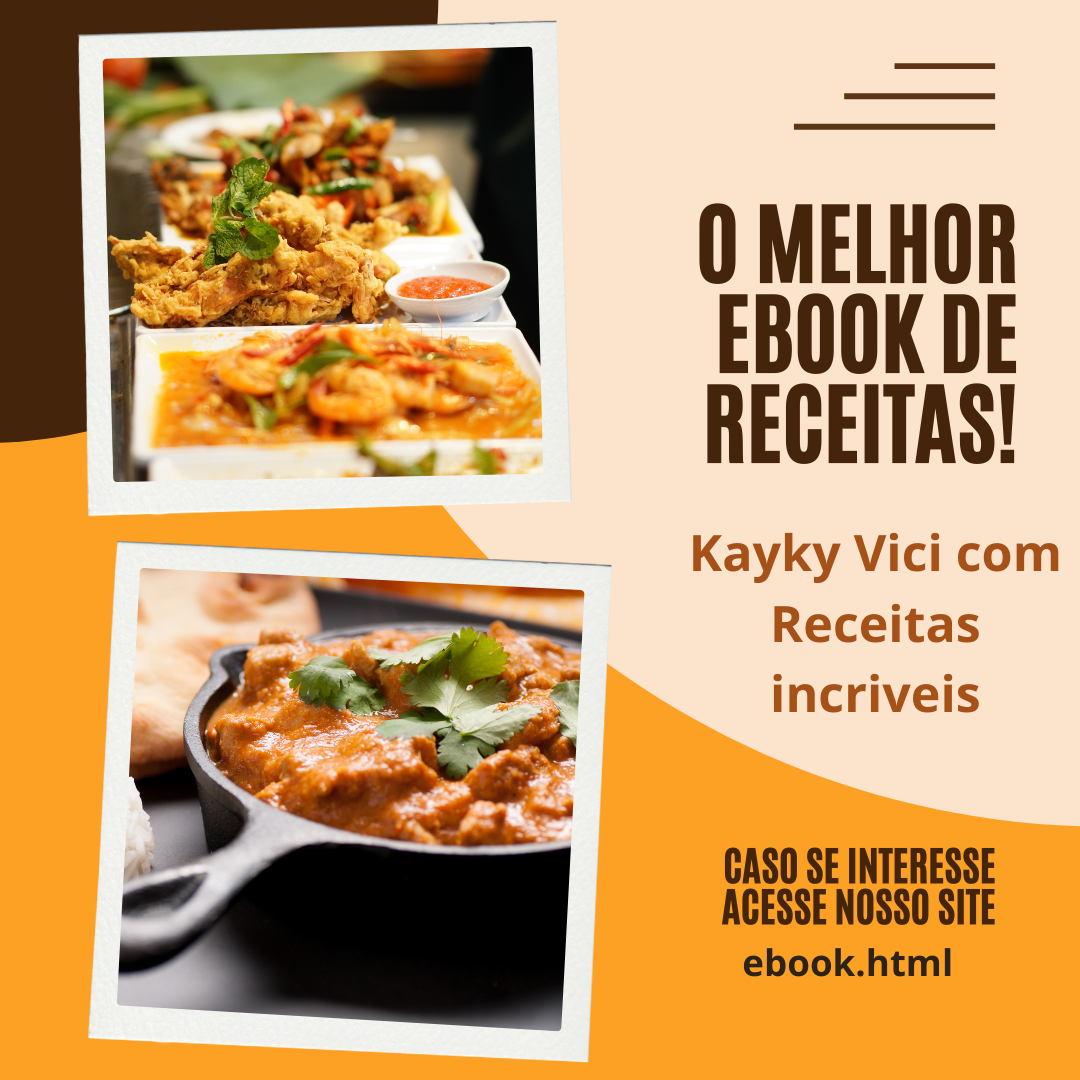 O MELHOR
EBOOK DE
RECEITAS!
Kayky Vici com
Receitas
incriveis
CASO SE INTERESSE
ACESSE NOSSO SITE
ebook.html